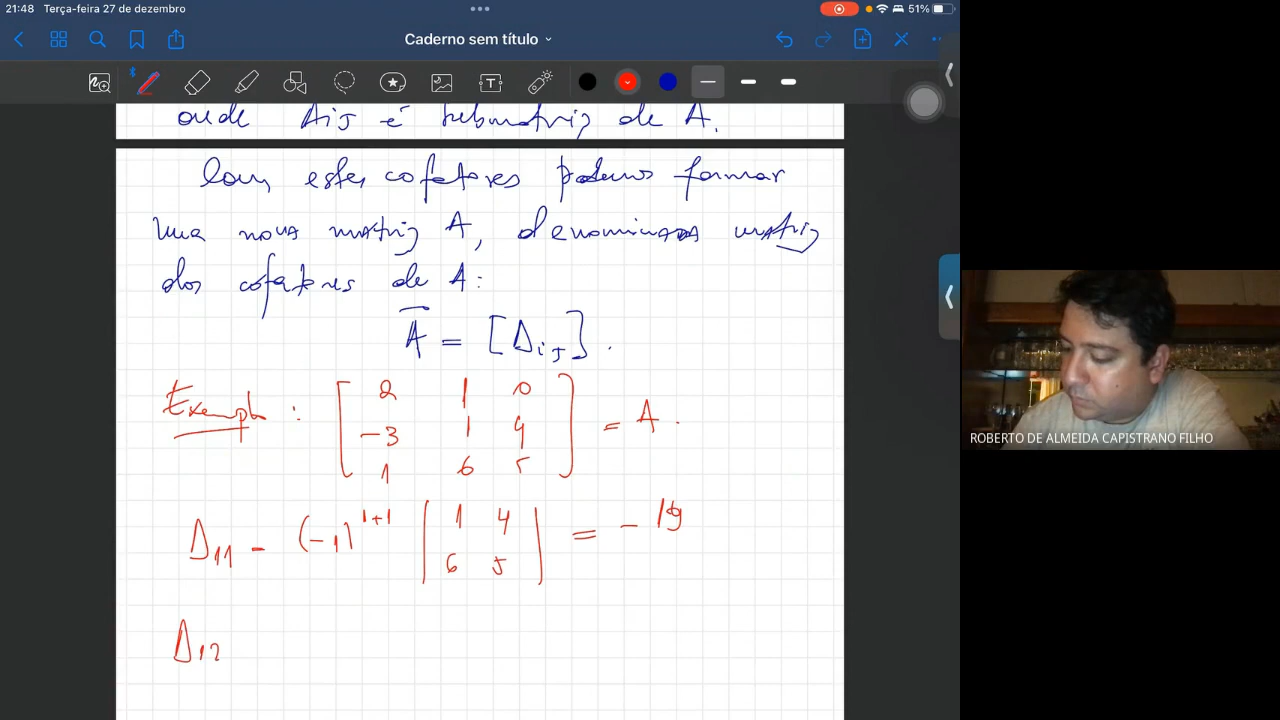 21:48 Terça-feira 27 de dezembro
51%
Caderno sem título
onde Aij é submatriz de A.
Com estes cofatores podemos formar
uma nova matriz A, denominada matriz
dos cofatores de A:
A̅ = [Δij].
Exemplo: [2 1 0
-3 1 4
1 6 5] = A.
Δ11 = (-1)^1+1 |1 4
6 5| = -19
Δ12
ROBERTO DE ALMEIDA CAPISTRANO FILHO